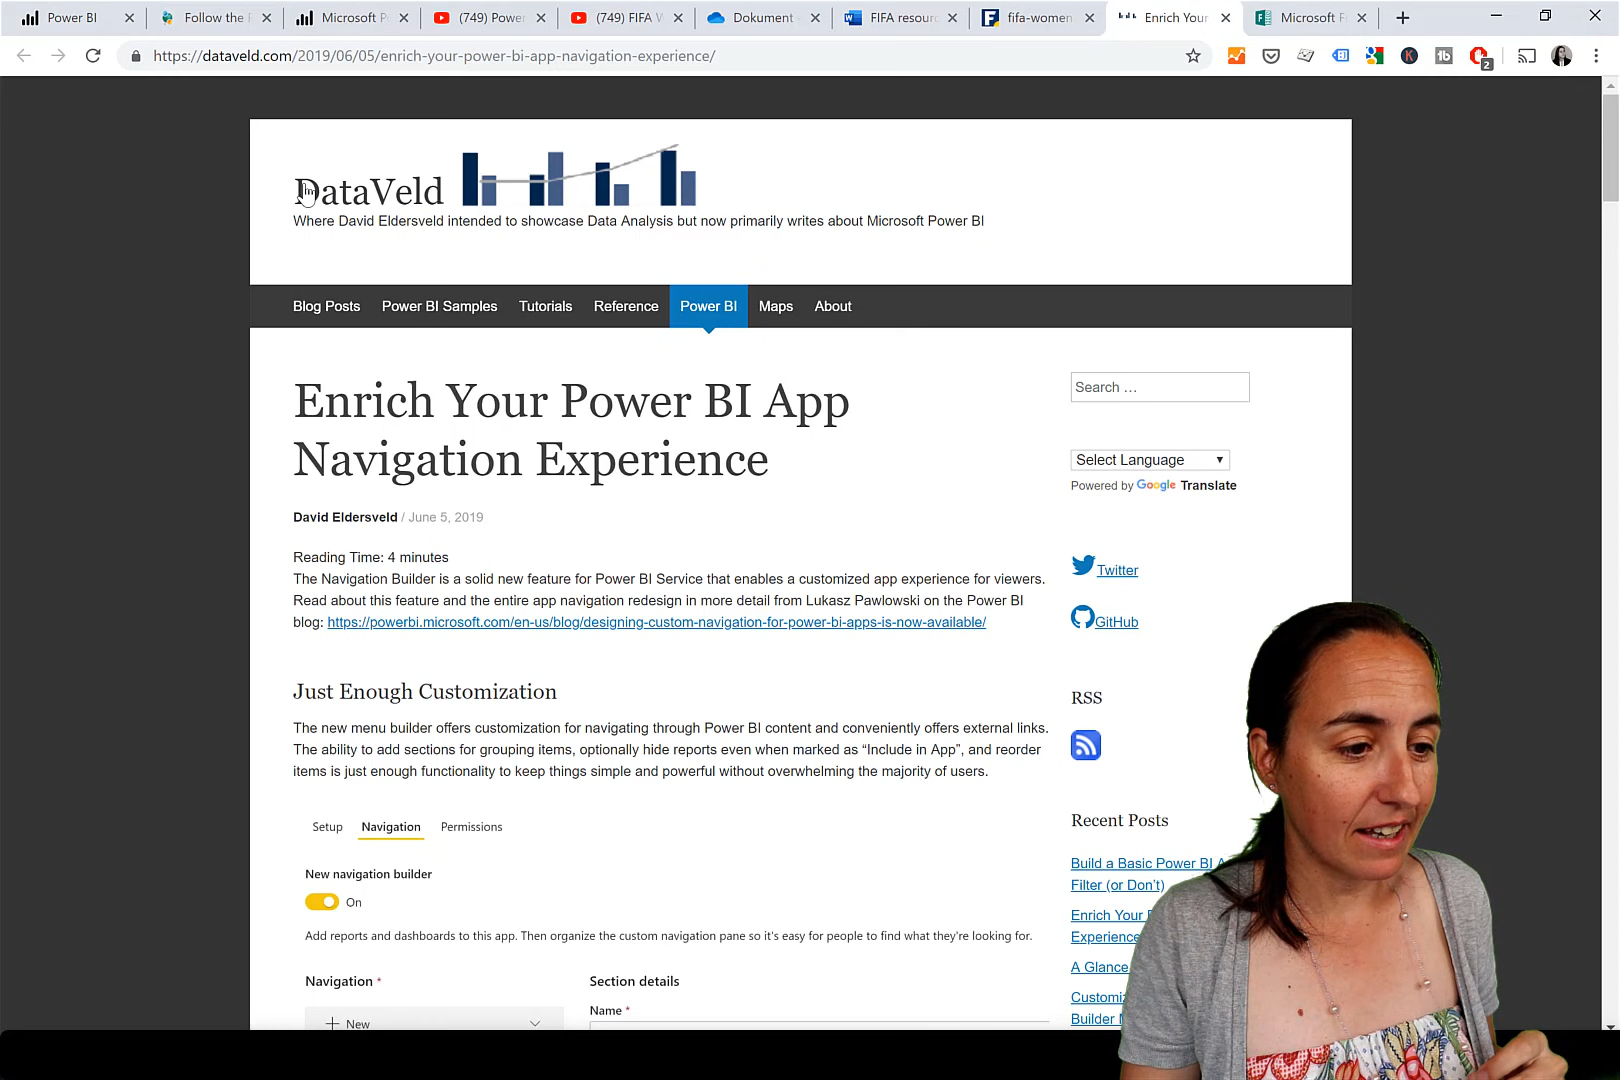 Power BI
Follow the
Microsoft P
(749) Power
(749) FIFA
Dokument
FIFA resour
fifa-women
Enrich Your
Microsoft F
https://dataveld.com/2019/06/05/enrich-your-power-bi-app-navigation-experience/
2
DataVeld
Where David Eldersveld intended to showcase Data Analysis but now primarily writes about Microsoft Power BI
Blog Posts Power BI Samples Tutorials Reference Power BI Maps About
Enrich Your Power BI App
Navigation Experience
David Eldersveld / June 5, 2019
Reading Time: 4 minutes
The Navigation Builder is a solid new feature for Power BI Service that enables a customized app experience for viewers.
Read about this feature and the entire app navigation redesign in more detail from Lukasz Pawlowski on the Power BI
blog: https://powerbi.microsoft.com/en-us/blog/designing-custom-navigation-for-power-bi-apps-is-now-available/
Just Enough Customization
The new menu builder offers customization for navigating through Power BI content and conveniently offers external links.
The ability to add sections for grouping items, optionally hide reports even when marked as “Include in App”, and reorder
items is just enough functionality to keep things simple and powerful without overwhelming the majority of users.
Setup Navigation Permissions
New navigation builder
On
Add reports and dashboards to this app. Then organize the custom navigation pane so it's easy for people to find what they're looking for.
Navigation *
Section details
Name *
New
Search …
Select Language
Powered by Google Translate
Twitter
GitHub
RSS
Recent Posts
Build a Basic Power BI A
Filter (or Don’t)
Enrich Your
Experience
A Glance
Customiz
Builder